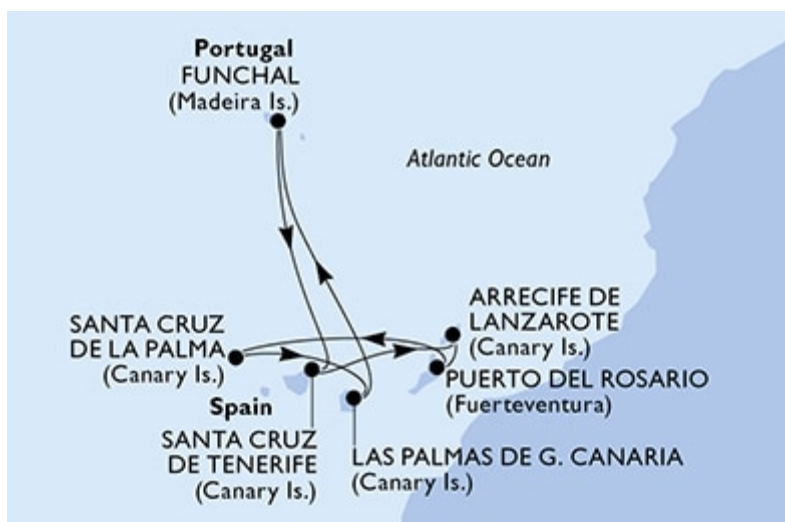 Portugal
FUNCHAL
(Madeira Is.)
Atlantic Ocean
ARRECIFE DE
LANZAROTE
(Canary Is.)
SANTA CRUZ
DE LA PALMA
(Canary Is.)
PUERTO DEL ROSARIO
(Fuerteventura)
Spain
SANTA CRUZ
DE TENERIFE
(Canary Is.)
LAS PALMAS DE G. CANARIA
(Canary Is.)